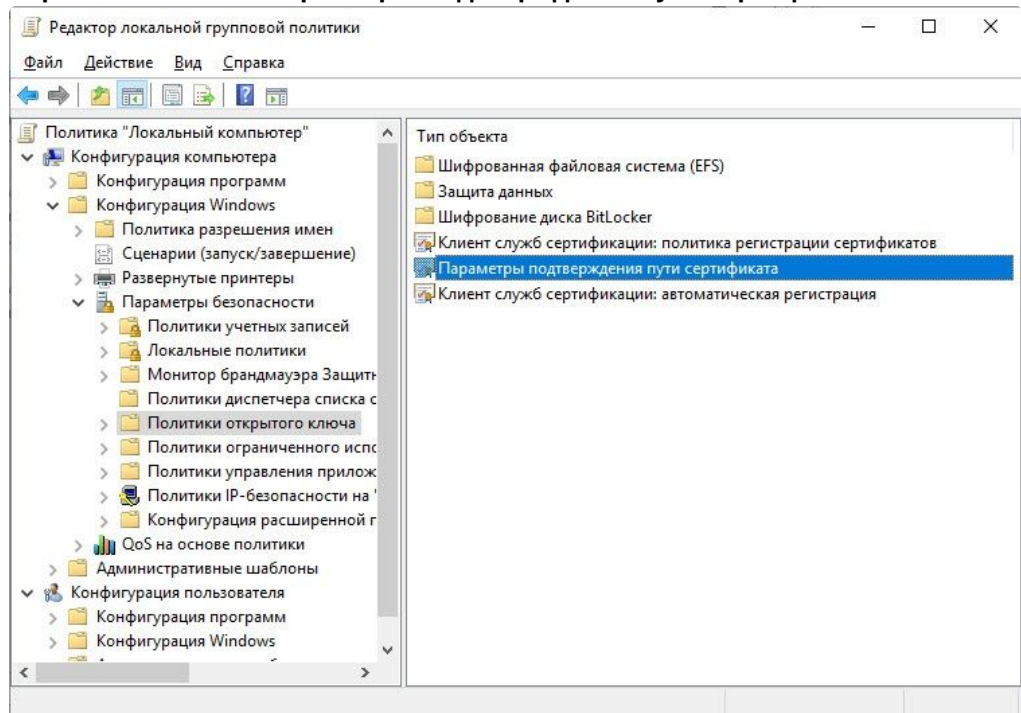 Редактор локальной групповой политики
Файл Действие Вид Справка
Политика "Локальный компьютер"
Конфигурация компьютера
Конфигурация программ
Конфигурация Windows
Политика разрешения имен
Сценарии (запуск/завершение)
Развернутые принтеры
Параметры безопасности
Политики учетных записей
Локальные политики
Монитор брандмауэра Защитн
Политики диспетчера списка с
Политики открытого ключа
Политики ограниченного испо
Политики управления прилож
Политики IP-безопасности на "
Конфигурация расширенной г
QoS на основе политики
Административные шаблоны
Конфигурация пользователя
Конфигурация программ
Конфигурация Windows
Тип объекта
Шифрованная файловая система (EFS)
Защита данных
Шифрование диска BitLocker
Клиент служб сертификации: политика регистрации сертификатов
Параметры подтверждения пути сертификата
Клиент служб сертификации: автоматическая регистрация